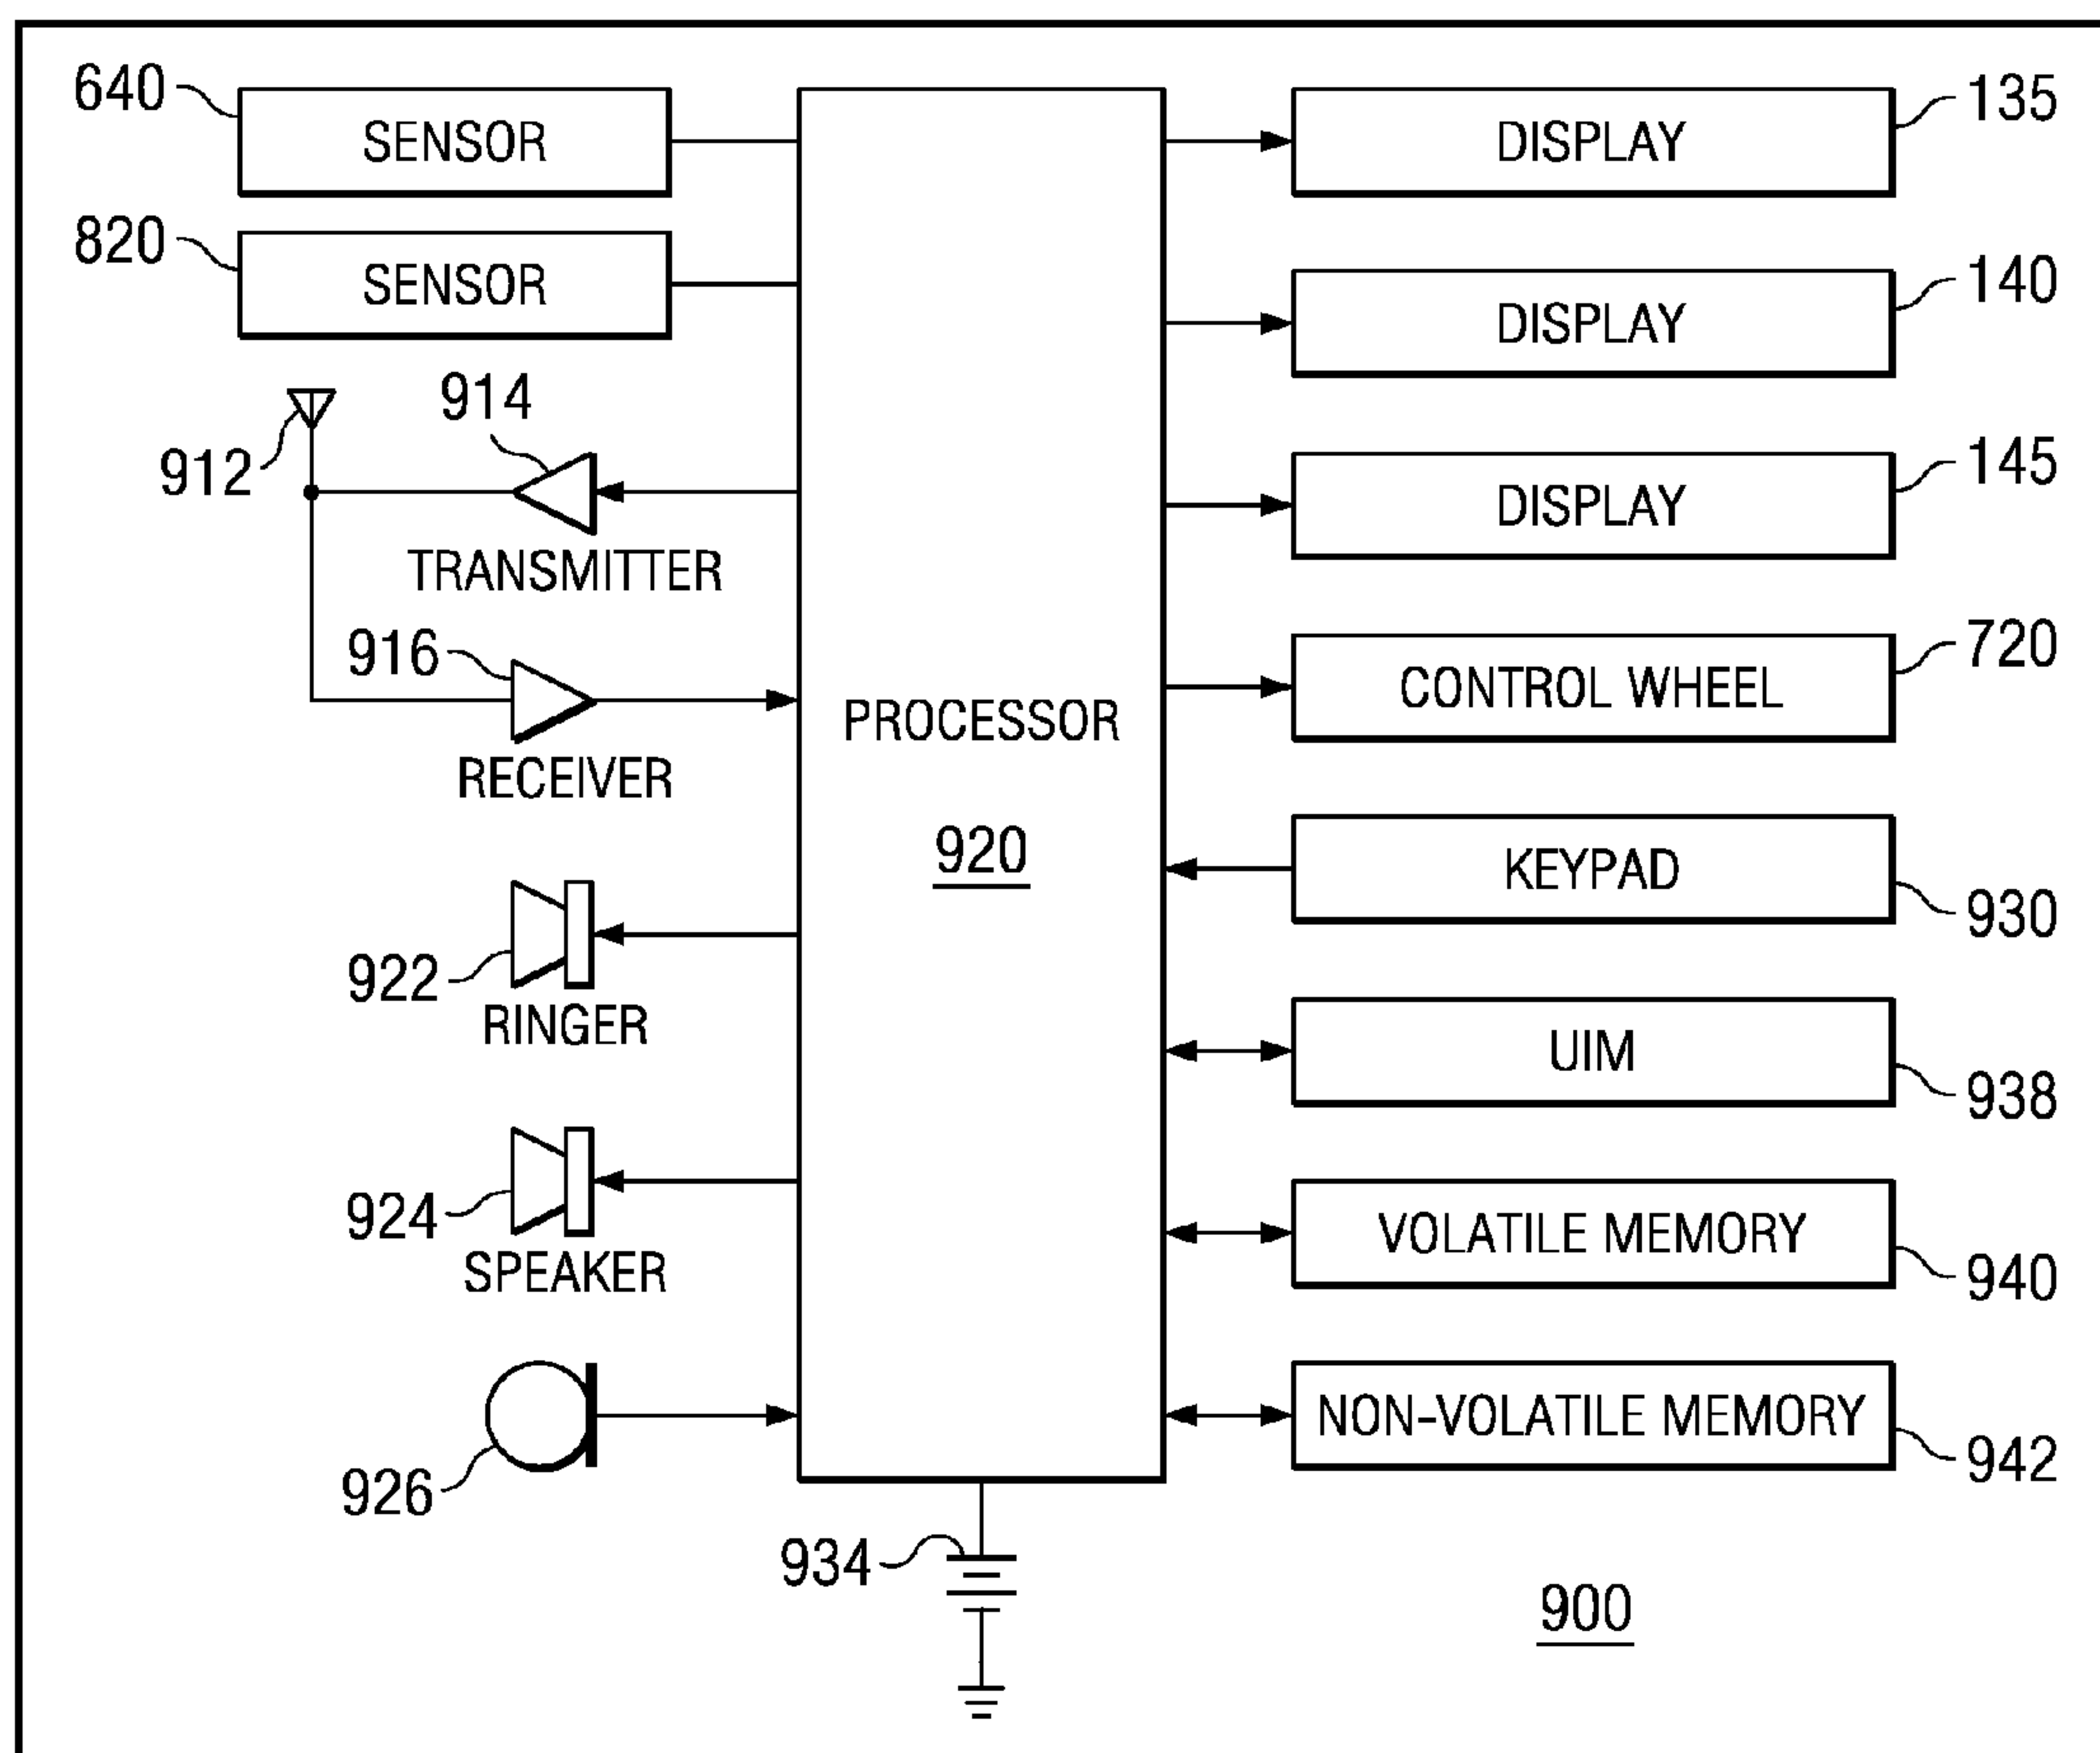 640
SENSOR
820
SENSOR
912
914
TRANSMITTER
916
RECEIVER
922
RINGER
924
SPEAKER
926
PROCESSOR
920
934
DISPLAY
135
DISPLAY
140
DISPLAY
145
CONTROL WHEEL
720
KEYPAD
930
UIM
938
VOLATILE MEMORY
940
NON-VOLATILE MEMORY
942
900